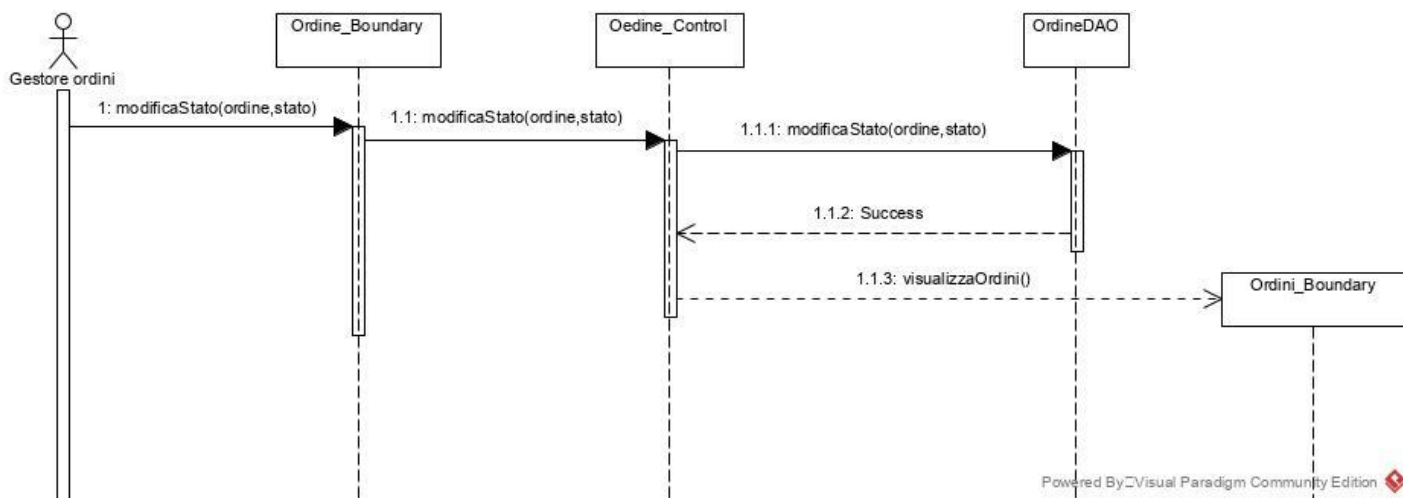 Ordine_Boundary
Oedine_Control
OrdineDAO
Gestore ordini
1: modificaStato(ordine,stato)
1.1: modificaStato(ordine,stato)
1.1.1: modificaStato(ordine,stato)
1.1.2: Success
1.1.3: visualizzaOrdini()
Ordini_Boundary
Powered By Visual Paradigm Community Edition